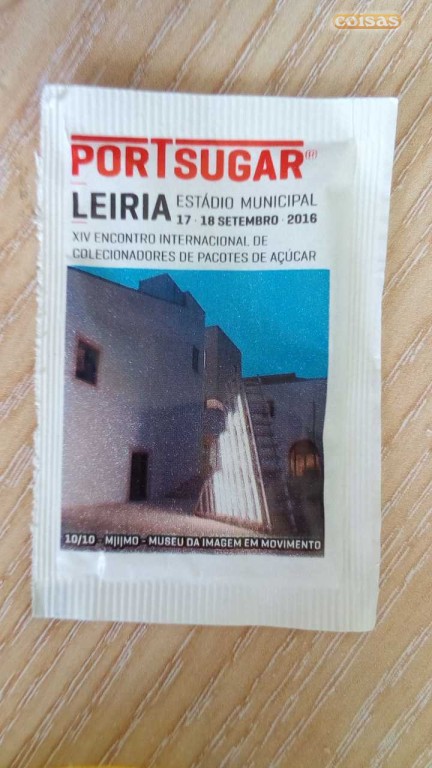 coisas
PORTSUGAR
LEIRIA ESTÁDIO MUNICIPAL
17 · 18 SETEMBRO · 2016
XIV ENCONTRO INTERNACIONAL DE
COLECIONADORES DE PACOTES DE AÇÚCAR
10/10 - M|I|MO - MUSEU DA IMAGEM EM MOVIMENTO